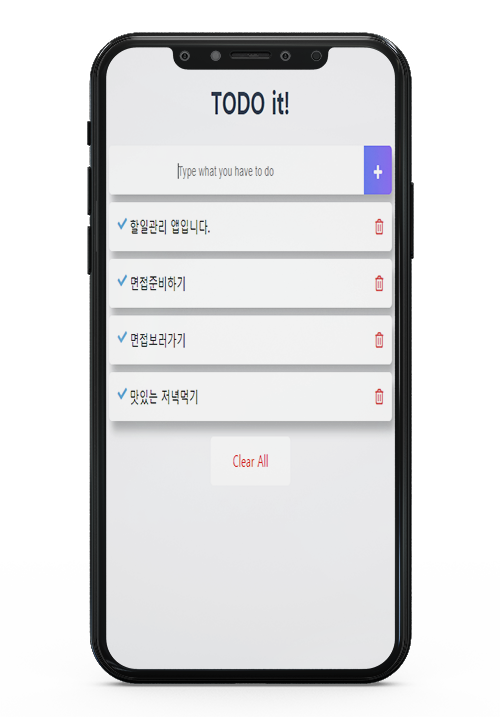 TODO it!
Type what you have to do
+
할일관리 앱입니다.
면접준비하기
면접보러가기
맛있는 저녁먹기
Clear All